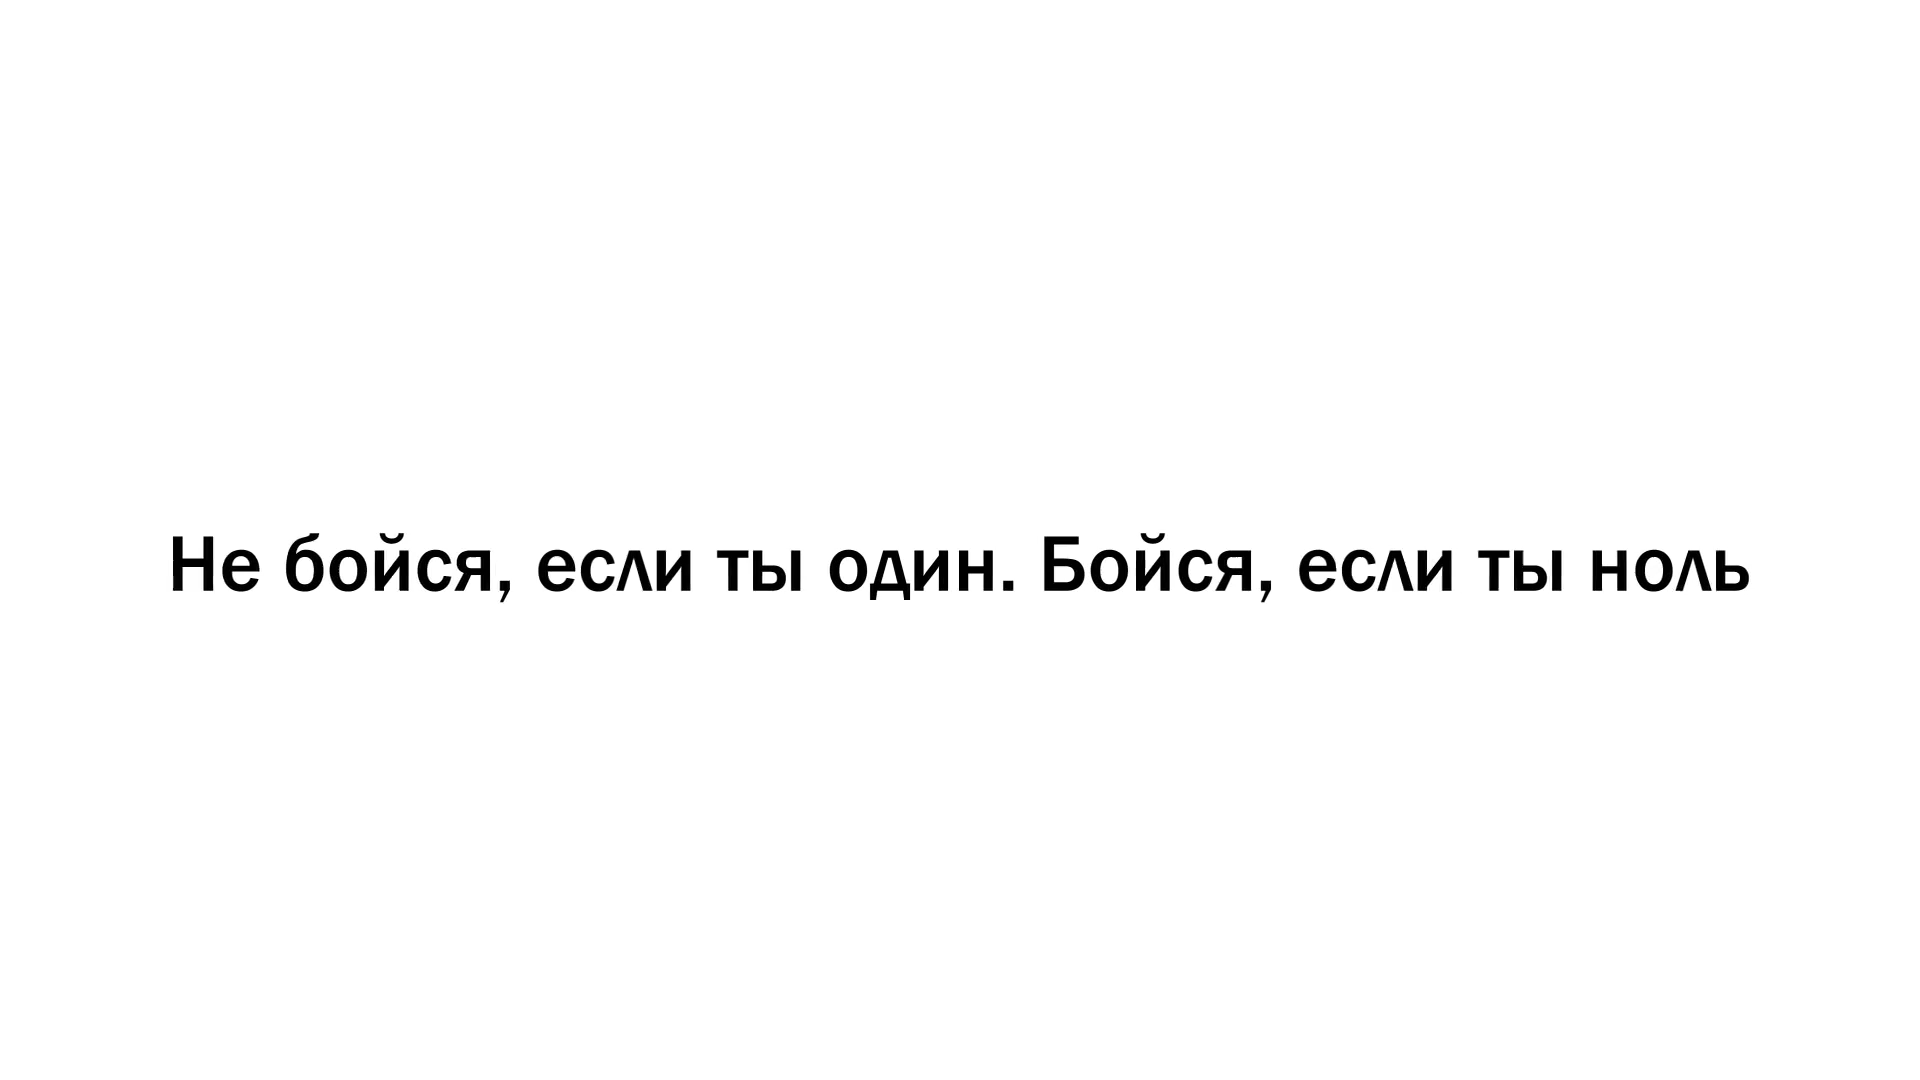 Не бойся, если ты один. Бойся, если ты ноль